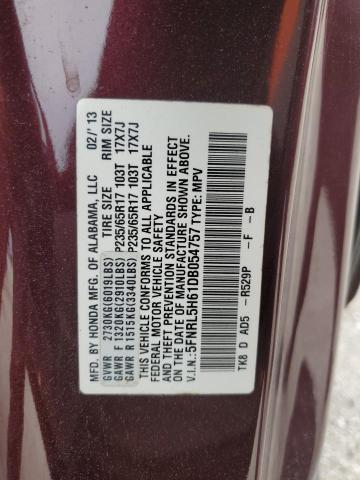 MFD. BY HONDA MFG. OF ALABAMA, LLC 02/'13
GVWR 2730KG(6019LBS) TIRE SIZE RIM SIZE
GAWR F 1320KG(2910LBS) P235/65R17 103T 17X7J
GAWR R 1515KG(3340LBS) P235/65R17 103T 17X7J
THIS VEHICLE CONFORMS TO ALL APPLICABLE
FEDERAL MOTOR VEHICLE SAFETY
AND THEFT PREVENTION STANDARDS IN EFFECT
ON THE DATE OF MANUFACTURE SHOWN ABOVE.
V.I.N.:5FNRL5H61DB054757 TYPE: MPV
TK8 D AD5 -R529P -F -B